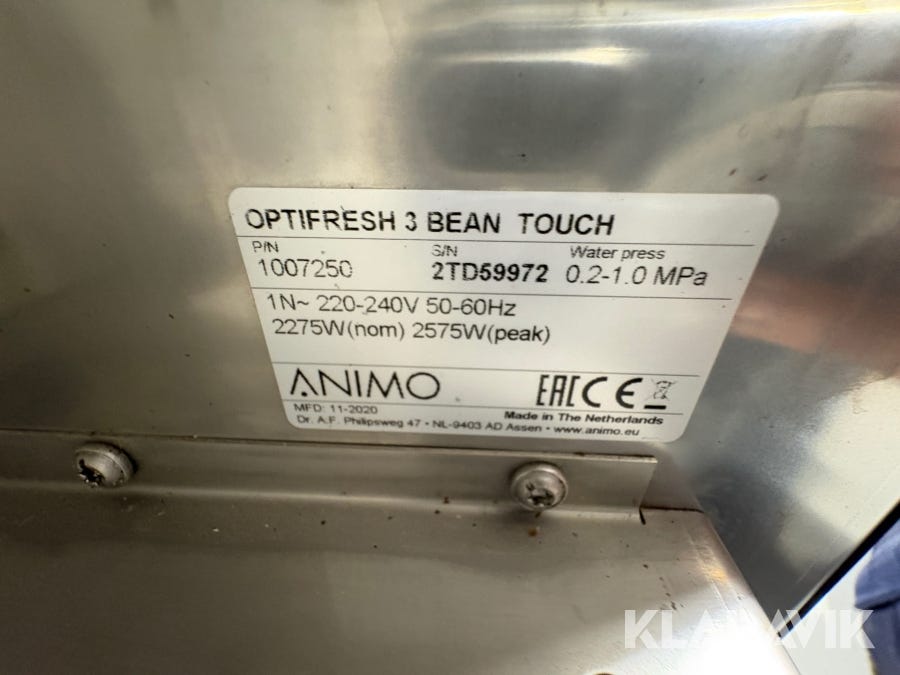 OPTIFRESH 3 BEAN TOUCH
P/N S/N Water press
1007250 2TD59972 0.2-1.0 MPa
1N~ 220-240V 50-60Hz
2275W(nom) 2575W(peak)
ANIMO EAC CE
MFD: 11-2020 Made in The Netherlands
Dr. A.F. Philipsweg 47 • NL-9403 AD Assen • www.animo.eu
KLARAVIK